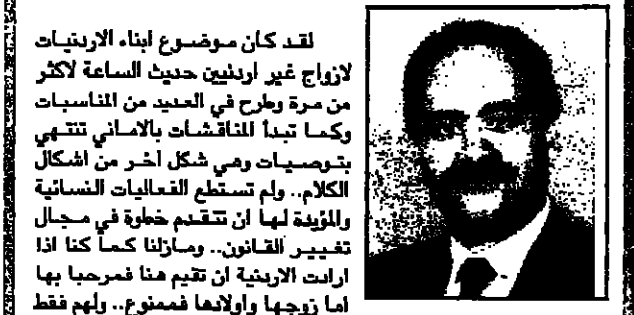 لقد كان موضوع ابناء الاردنيات
لازواج غير اردنيين حديث الساعة لاكثر
من مرة وطرح في العديد من المناسبات
وكما تبدأ المناقشات بالاماني تنتهي
بتوصيات وهي شكل آخر من اشكال
الكلام.. ولم تستطع الفعاليات النسائية
والمؤيدة لها ان تتقدم خطوة في مجال
تغيير القانون.. ومازلنا كما كنا اذا
ارادت الاردنية ان تقيم هنا فمرحبا بها
اما زوجها واولادها فممنوع.. ولهم فقط